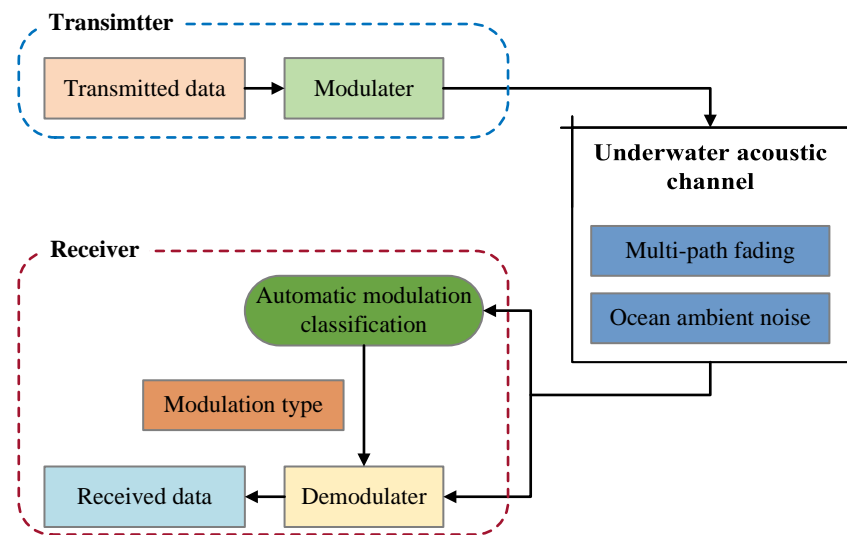 Transimtter
Transmitted data
Modulater
Underwater acoustic
channel
Multi-path fading
Ocean ambient noise
Receiver
Automatic modulation
classification
Modulation type
Received data
Demodulater